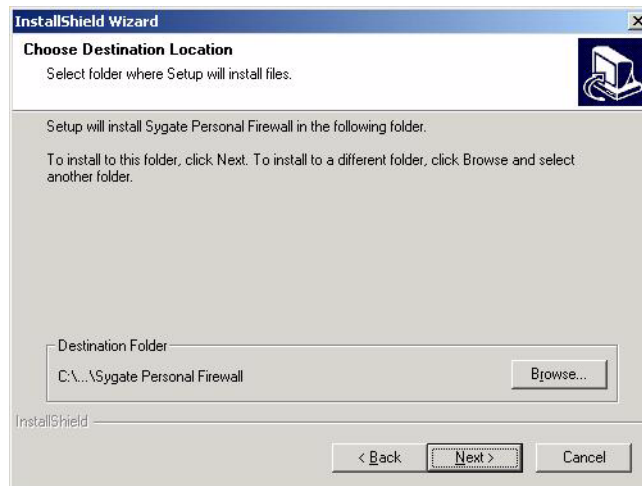 InstallShield Wizard
Choose Destination Location
Select folder where Setup will install files.
Setup will install Sygate Personal Firewall in the following folder.
To install to this folder, click Next. To install to a different folder, click Browse and select
another folder.
Destination Folder
C:\...\Sygate Personal Firewall
Browse...
InstallShield
< Back
Next >
Cancel